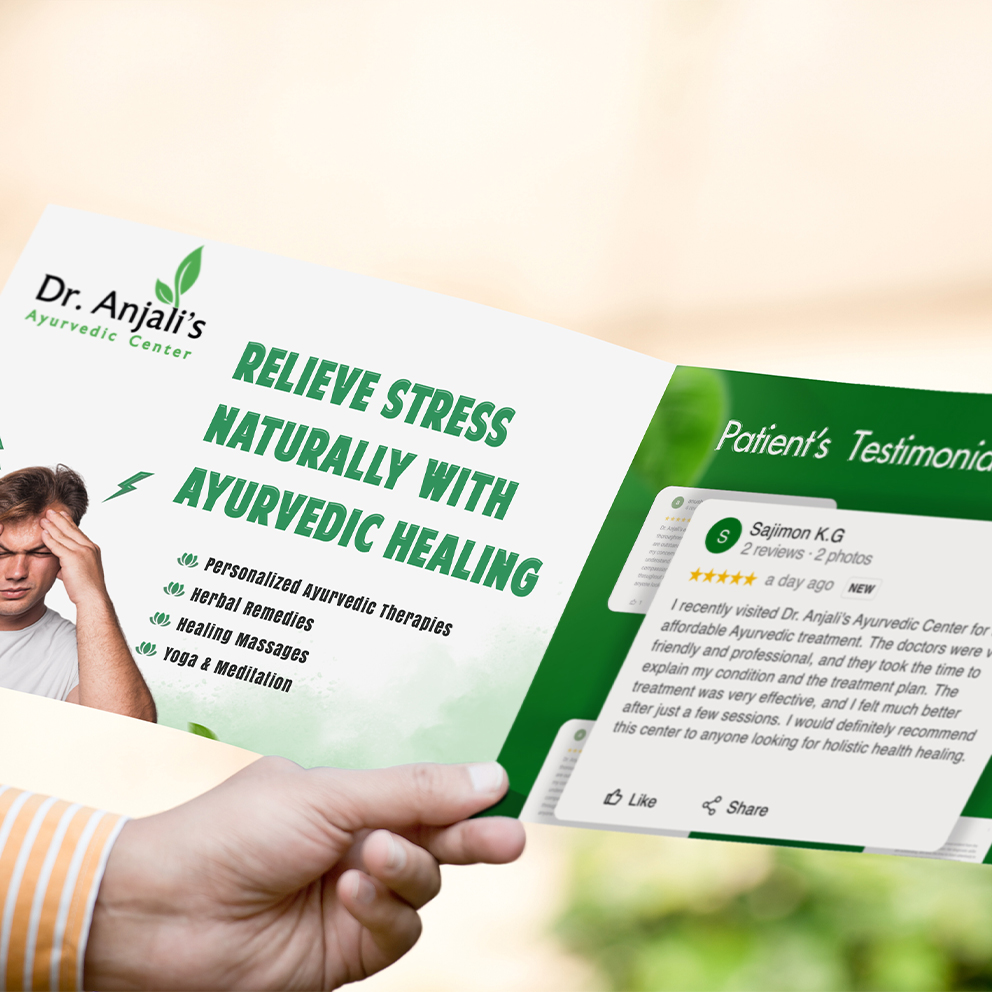 Dr. Anjali's
Ayurvedic Center
RELIEVE STRESS
NATURALLY WITH
AYURVEDIC HEALING
Personalized Ayurvedic Therapies
Herbal Remedies
Healing Massages
Yoga & Meditation
Patient's Testimonia
S
Sajimon K.G
2 reviews · 2 photos
a day ago NEW
I recently visited Dr. Anjali's Ayurvedic Center for
affordable Ayurvedic treatment. The doctors were
friendly and professional, and they took the time to
explain my condition and the treatment plan. The
treatment was very effective, and I felt much better
after just a few sessions. I would definitely recommend
this center to anyone looking for holistic health healing.
Like
Share